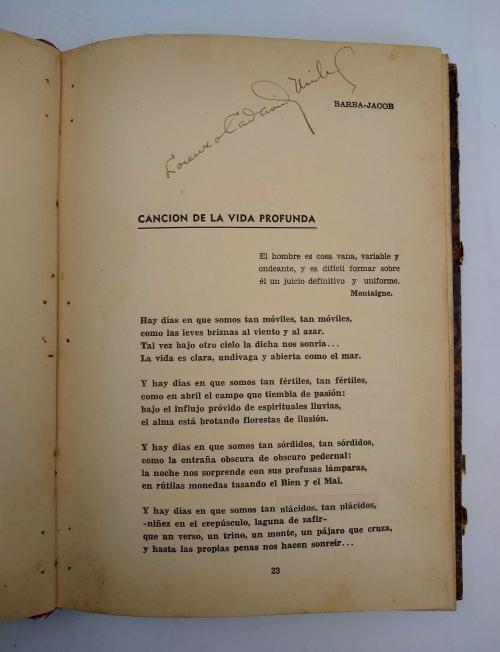 Lorenzo Cadavid Uribe
BARBA-JACOB
CANCION DE LA VIDA PROFUNDA
El hombre es cosa vana, variable y
ondeante, y es difícil formar sobre
él un juicio definitivo y uniforme.
Montaigne.
Hay días en que somos tan móviles, tan móviles,
como las leves briznas al viento y al azar.
Tal vez bajo otro cielo la dicha nos sonría...
La vida es clara, undívaga y abierta como el mar.
Y hay días en que somos tan fértiles, tan fértiles,
como en abril el campo que tiembla de pasión:
bajo el influjo próvido de espirituales lluvias,
el alma está brotando florestas de ilusión.
Y hay días en que somos tan sórdidos, tan sórdidos,
como la entraña obscura de obscuro pedernal:
la noche nos sorprende con sus profusas lámparas,
en rútilas monedas tasando el Bien y el Mal.
Y hay días en que somos tan plácidos, tan plácidos,
-niñez en el crepúsculo, laguna de zafir-
que un verso, un trino, un monte, un pájaro que cruza,
y hasta las propias penas nos hacen sonreír...
23